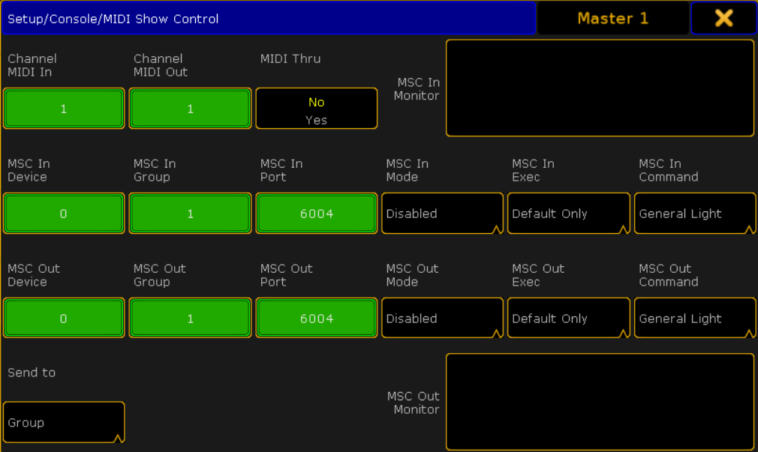 Setup/Console/MIDI Show Control
Master 1
Channel
MIDI In
Channel
MIDI Out
MIDI Thru
1
1
No
Yes
MSC In
Monitor
MSC In
Device
MSC In
Group
MSC In
Port
MSC In
Mode
MSC In
Exec
MSC In
Command
0
1
6004
Disabled
Default Only
General Light
MSC Out
Device
MSC Out
Group
MSC Out
Port
MSC Out
Mode
MSC Out
Exec
MSC Out
Command
0
1
6004
Disabled
Default Only
General Light
Send to
Group
MSC Out
Monitor